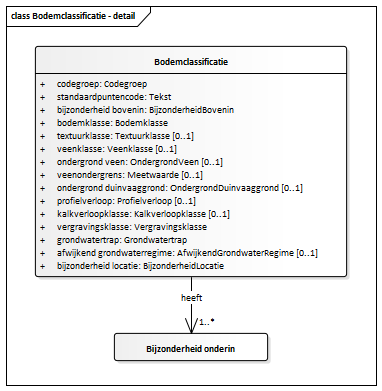 class Bodemclassificatie - detail
Bodemclassificatie
+ codegroep: Codegroep
+ standaardpuntencode: Tekst
+ bijzonderheid bovenin: BijzonderheidBovenin
+ bodemklasse: Bodemklasse
+ textuurklasse: Textuurklasse [0..1]
+ veenklasse: Veenklasse [0..1]
+ ondergrond veen: OndergrondVeen [0..1]
+ veenondergrens: Meetwaarde [0..1]
+ ondergrond duinvaaggrond: OndergrondDuinvaaggrond [0..1]
+ profielverloop: Profielverloop [0..1]
+ kalkverloopklasse: Kalkverloopklasse [0..1]
+ vergravingsklasse: Vergravingsklasse
+ grondwatertrap: Grondwatertrap
+ afwijkend grondwaterregime: AfwijkendGrondwaterRegime [0..1]
+ bijzonderheid locatie: BijzonderheidLocatie
heeft
1..*
Bijzonderheid onderin